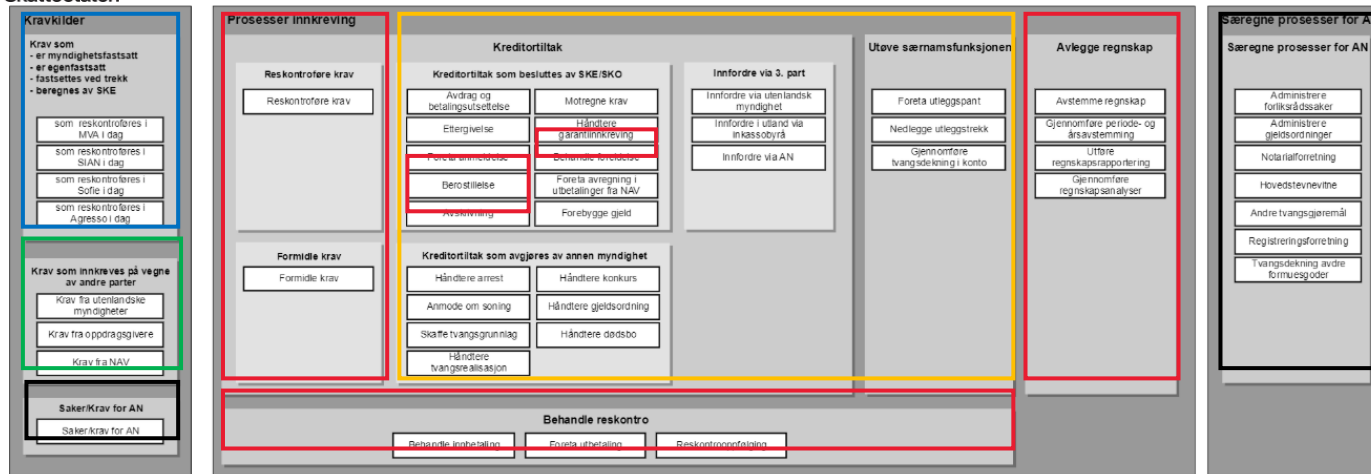 Kravkilder
Krav som
- er myndighetsfastsatt
- er egenfastsatt
- fastsettes ved trekk
- beregnes av SKE
som reskontroføres i
MVA i dag
som reskontroføres i
SIAN i dag
som reskontroføres i
Sofie i dag
som reskontroføres i
Agresso i dag
Krav som innkreves på vegne
av andre parter
Krav fra utenlandske
myndigheter
Krav fra oppdragsgivere
Krav fra NAV
Saker/Krav for AN
Saker/krav for AN
Prosesser innkreving
Reskontroføre krav
Reskontroføre krav
Formidle krav
Formidle krav
Kreditortiltak
Kreditortiltak som besluttes av SKE/SKO
Avdrag og
betalingsutsettelse
Ettergivelse
Foreta anmeldelse
Berostillelse
Avskrivning
Motregne krav
Håndtere
garantiinnkreving
Behandle foreldelse
Foreta avregning i
utbetalinger fra NAV
Forebygge gjeld
Kreditortiltak som avgjøres av annen myndighet
Håndtere arrest
Anmode om soning
Skaffe tvangsgrunnlag
Håndtere
tvangsrealisasjon
Håndtere konkurs
Håndtere gjeldsordning
Håndtere dødsbo
Innfordre via 3. part
Innfordre via utenlandsk
myndighet
Innfordre i utland via
inkassobyrå
Innfordre via AN
Utøve særnamsfunksjonen
Foreta utleggspant
Nedlegge utleggstrekk
Gjennomføre
tvangsdekning i konto
Avlegge regnskap
Avstemme regnskap
Gjennomføre periode- og
årsavstemming
Utføre
regnskapsrapportering
Gjennomføre
regnskapsanalyser
Behandle reskontro
Behandle innbetaling
Foreta utbetaling
Reskontrooppfølging
Særegne prosesser for A
Særegne prosesser for AN
Administrere
forliksrådssaker
Administrere
gjeldsordninger
Notarialforretning
Hovedstevnevitne
Andre tvangsgjøremål
Registreringsforretning
Tvangsdekning avdre
formuesgoder